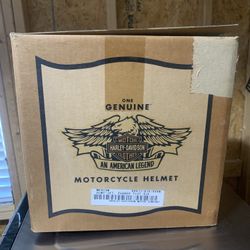 ONE
GENUINE
MOTOR
HARLEY-DAVIDSON
CYCLES
AN AMERICAN LEGEND
MOTORCYCLE HELMET